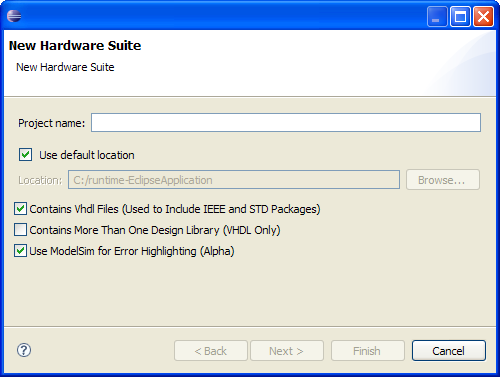 New Hardware Suite
New Hardware Suite
Project name:
Use default location
Location: C:/runtime-EclipseApplication Browse...
Contains Vhdl Files (Used to Include IEEE and STD Packages)
Contains More Than One Design Library (VHDL Only)
Use ModelSim for Error Highlighting (Alpha)
? < Back Next > Finish Cancel